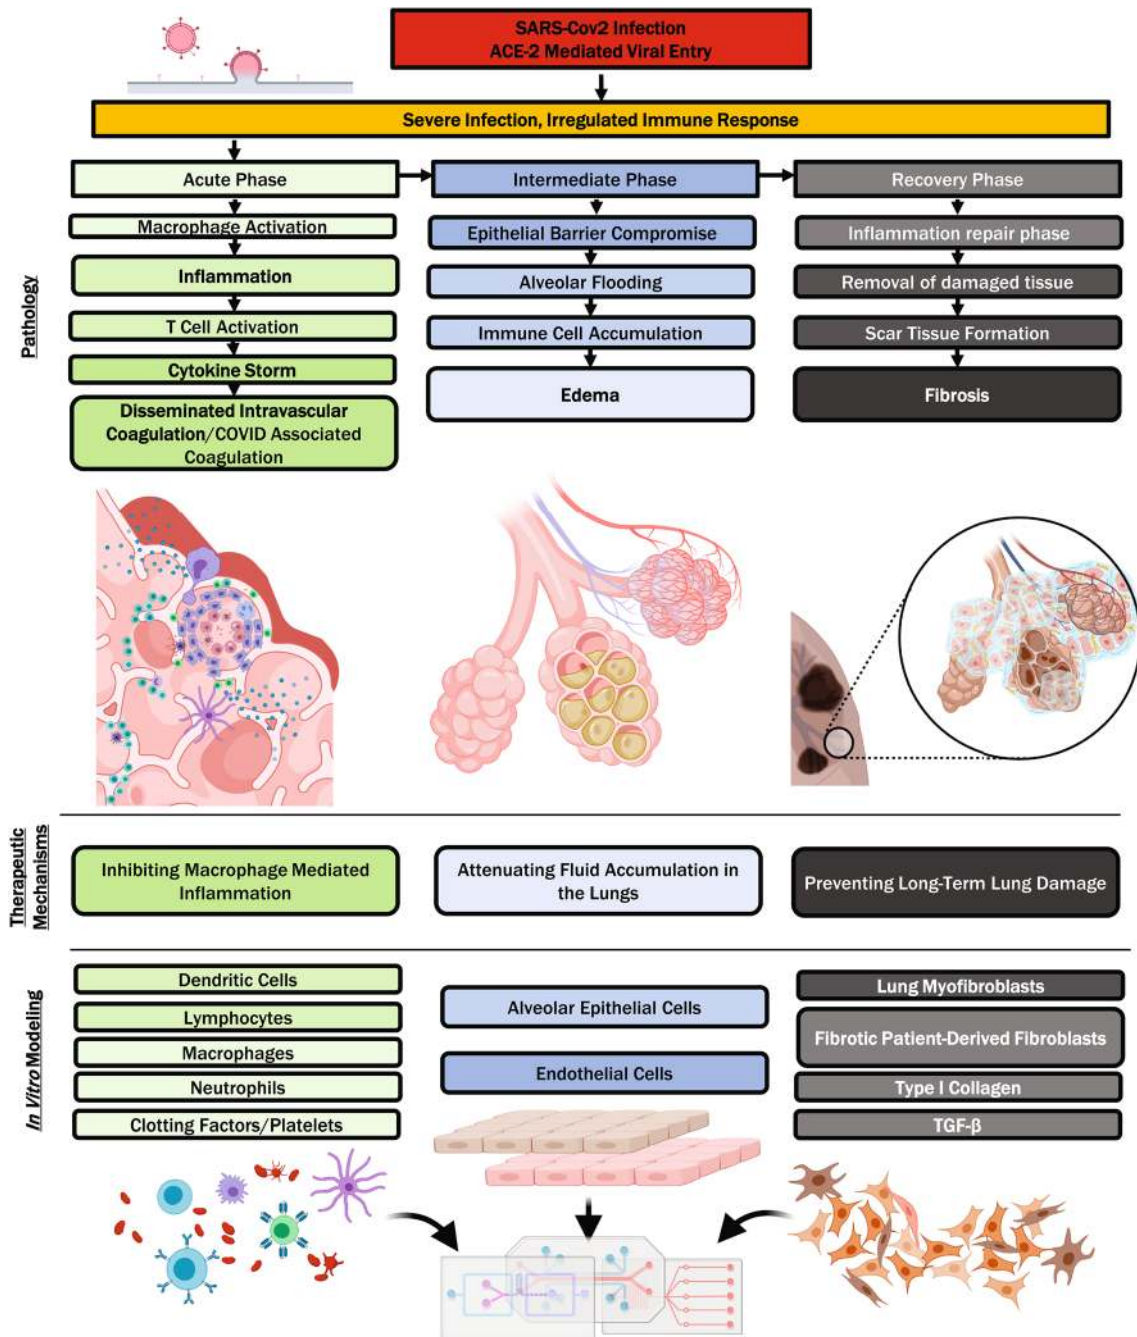 SARS-Cov2 Infection
ACE-2 Mediated Viral Entry
Severe Infection, Irregulated Immune Response
Pathology
Acute Phase
Macrophage Activation
Inflammation
T Cell Activation
Cytokine Storm
Disseminated Intravascular
Coagulation/COVID Associated
Coagulation
Intermediate Phase
Epithelial Barrier Compromise
Alveolar Flooding
Immune Cell Accumulation
Edema
Recovery Phase
Inflammation repair phase
Removal of damaged tissue
Scar Tissue Formation
Fibrosis
Therapeutic
Mechanisms
Inhibiting Macrophage Mediated
Inflammation
Attenuating Fluid Accumulation in
the Lungs
Preventing Long-Term Lung Damage
In Vitro Modeling
Dendritic Cells
Lymphocytes
Macrophages
Neutrophils
Clotting Factors/Platelets
Alveolar Epithelial Cells
Endothelial Cells
Lung Myofibroblasts
Fibrotic Patient-Derived Fibroblasts
Type I Collagen
TGF-β